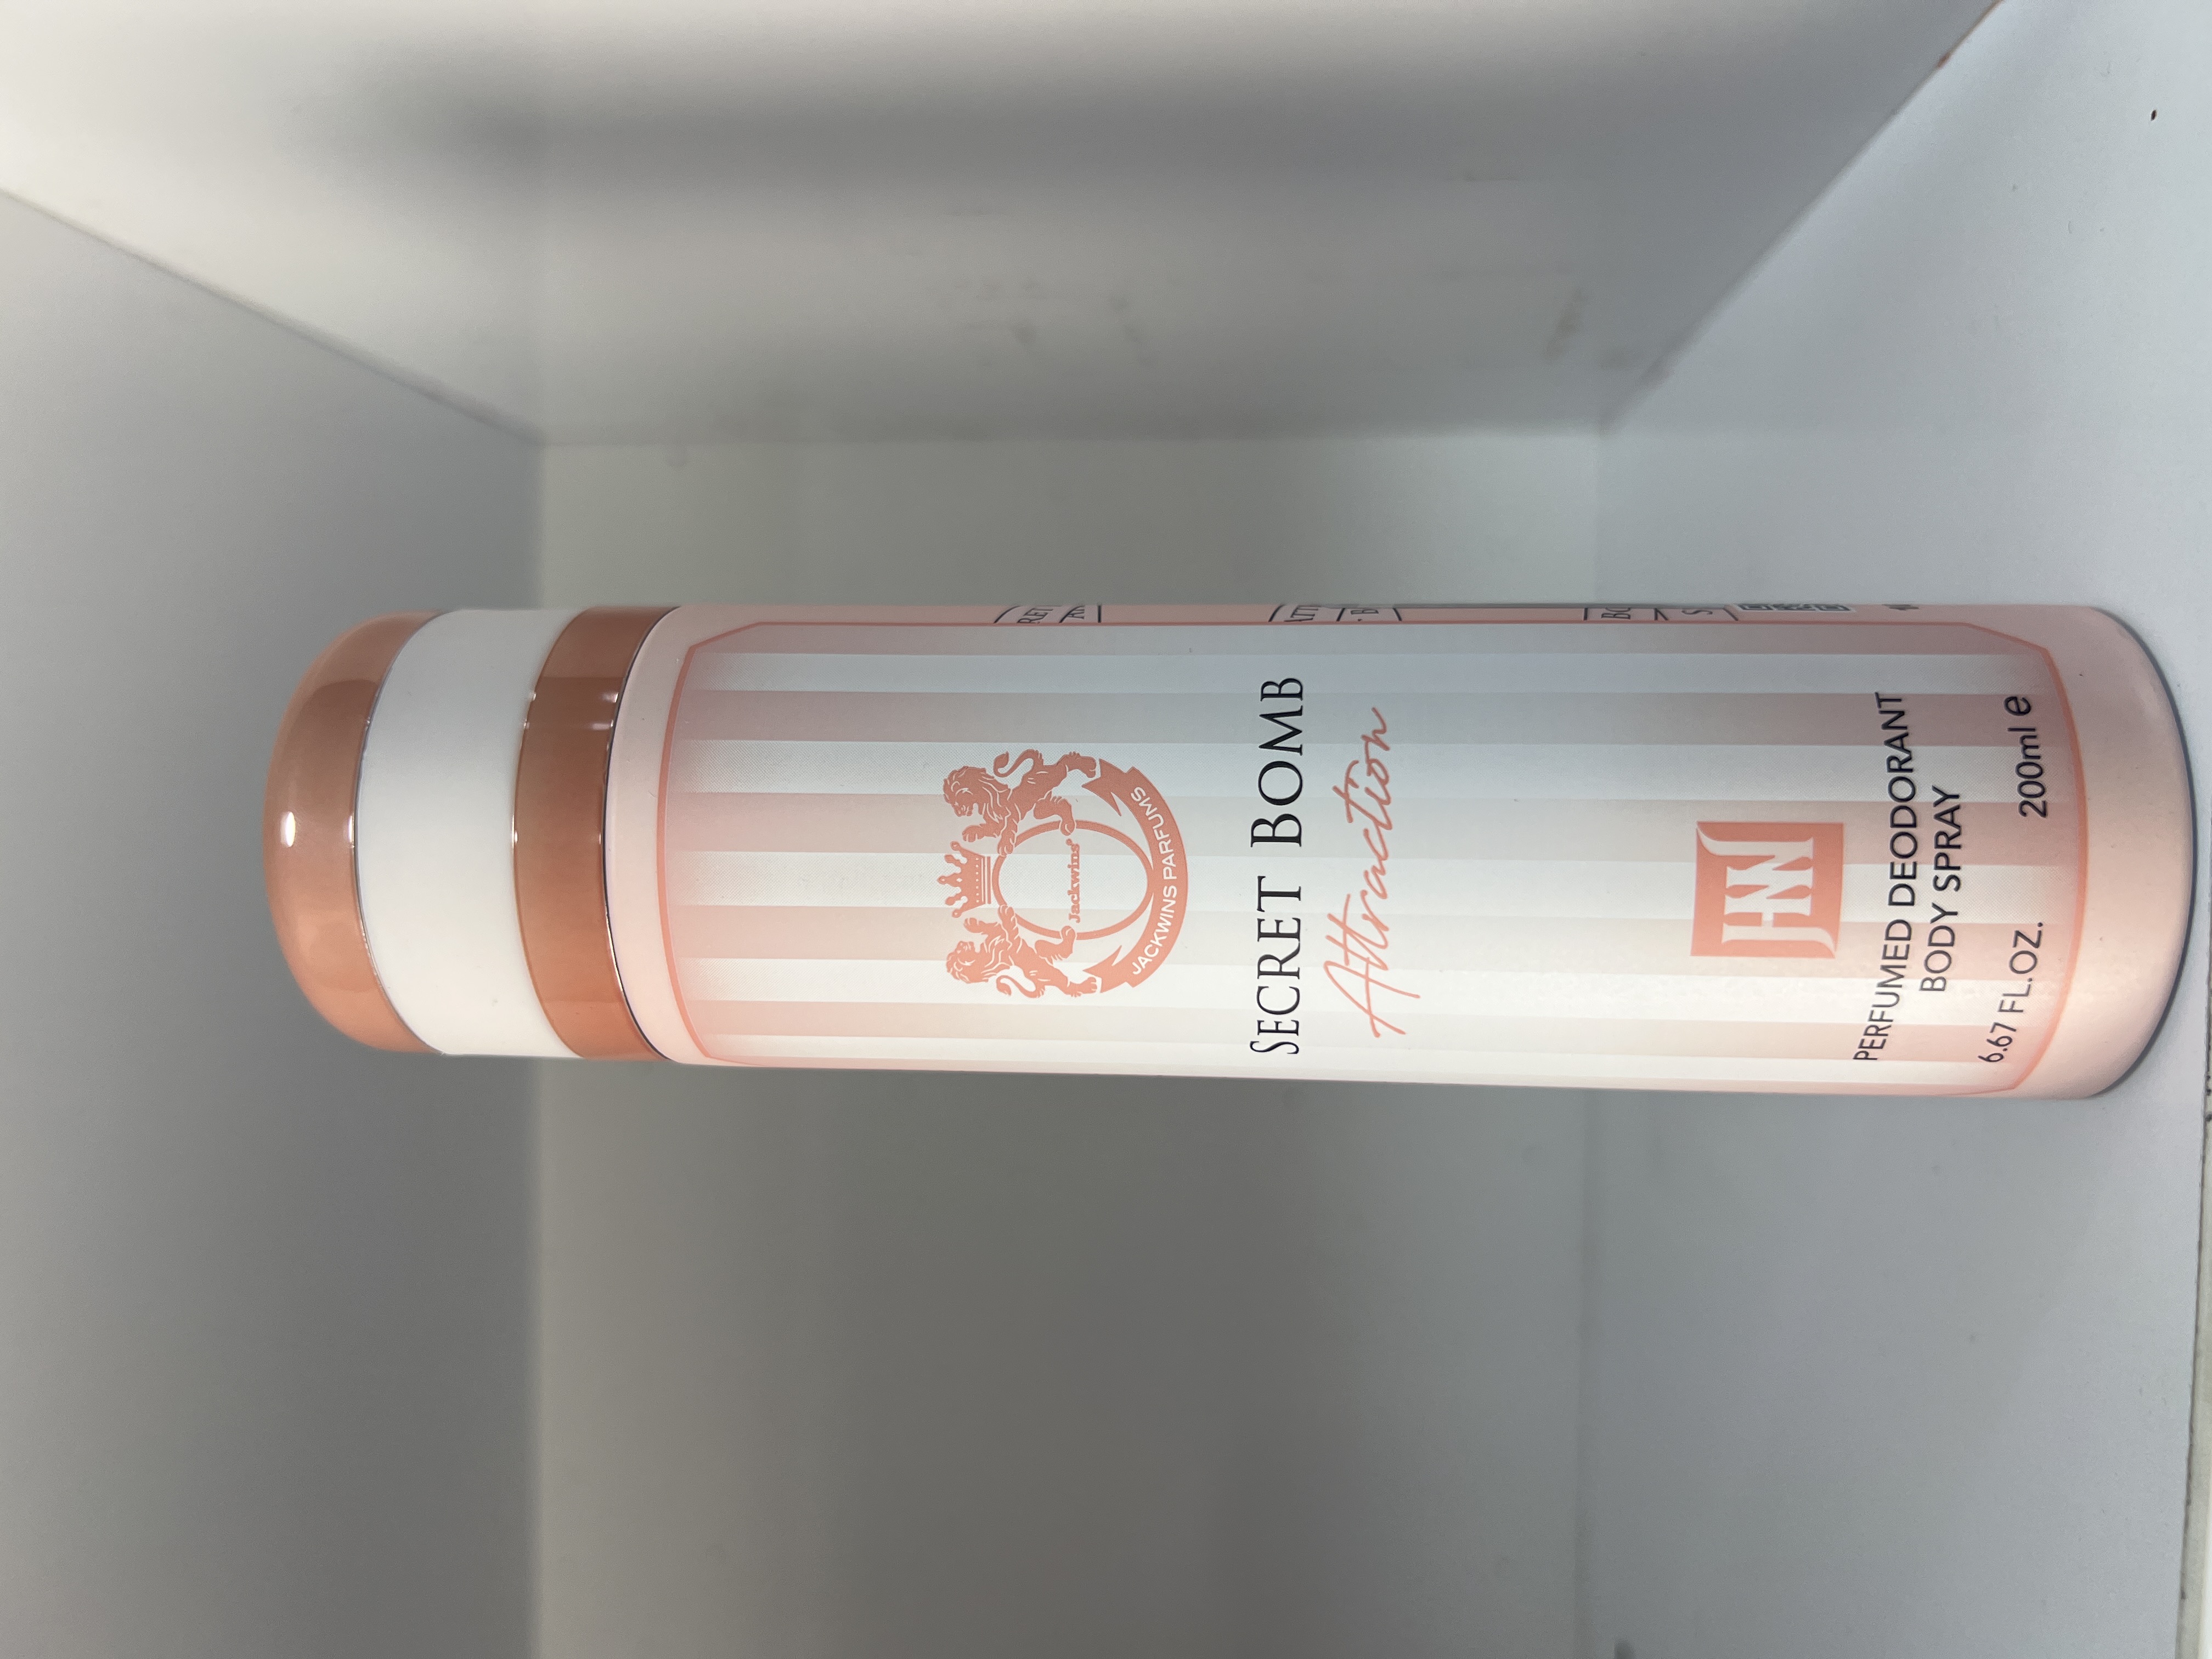 Jackwins®
JACKWINS PARFUMS
SECRET BOMB
Attraction
PERFUMED DEODORANT
BODY SPRAY
6.67 FL.OZ. 200ml e